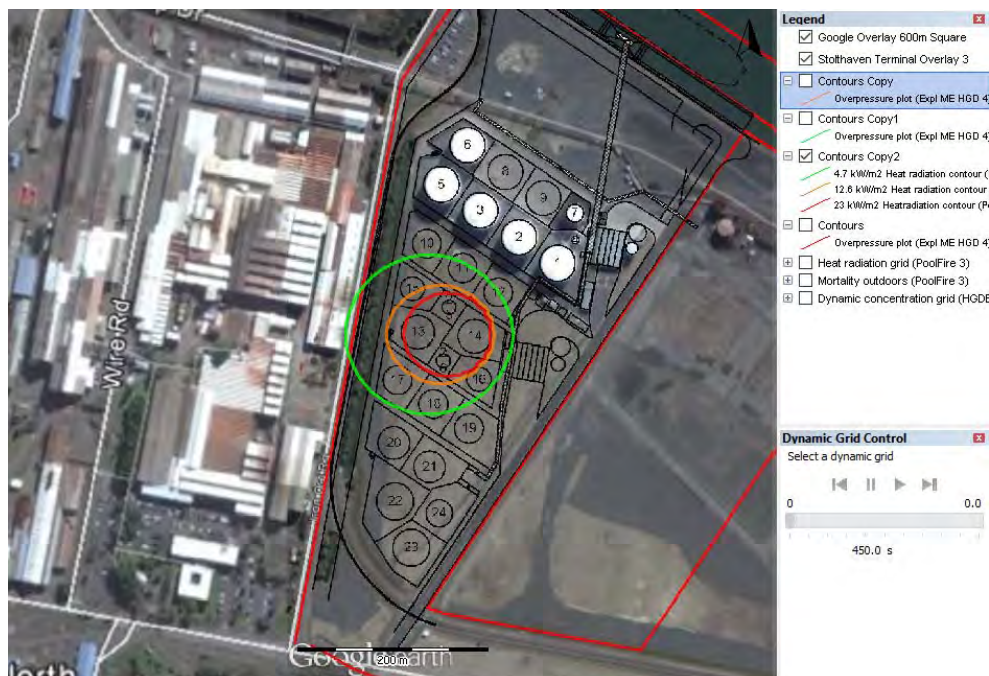 Legend
Google Overlay 600m Square
Stolthaven Terminal Overlay 3
Contours Copy
Overpressure plot (Expl ME HGD 4)
Contours Copy1
Overpressure plot (Expl ME HGD 4)
Contours Copy2
4.7 kW/m2 Heat radiation contour (
12.6 kW/m2 Heat radiation contour
23 kW/m2 Heatradiation contour (P
Contours
Overpressure plot (Expl ME HGD 4)
Heat radiation grid (PoolFire 3)
Mortality outdoors (PoolFire 3)
Dynamic concentration grid (HGDE
Dynamic Grid Control
Select a dynamic grid
0 0.0
450.0 s
Wire Rd
6
8
5
9
7
3
2
1
10
11
12
13
14
17
16
18
19
20
21
22
24
23
Google earth
200 m
North